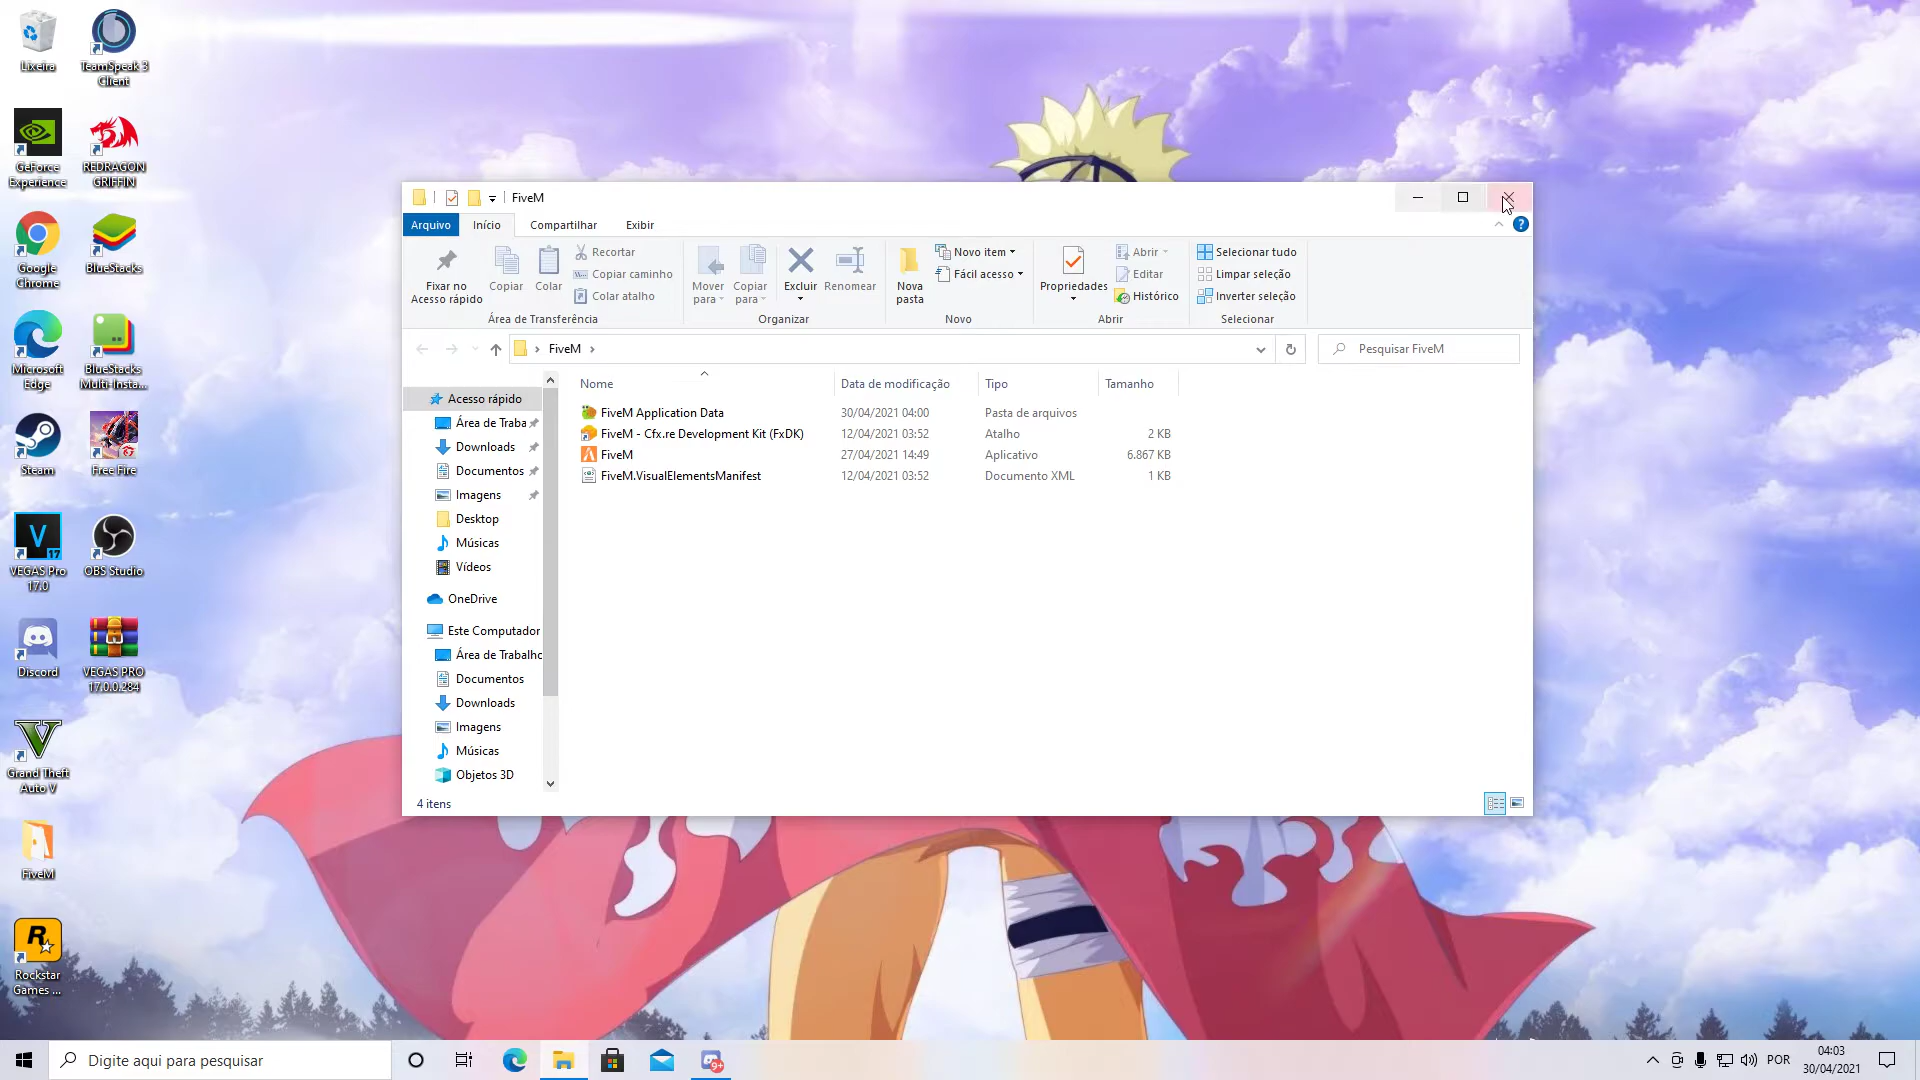 Lixeira
TeamSpeak 3
Client
GeForce
Experience
REDRAGON
GRIFFIN
Google
Chrome
BlueStacks
Microsoft
Edge
BlueStacks
Multi-Insta...
Steam
Free Fire
VEGAS Pro
17.0
OBS Studio
Discord
VEGAS PRO
17.0.0.284
Grand Theft
Auto V
FiveM
Rockstar
Games ...
FiveM
Arquivo Início Compartilhar Exibir
Fixar no
Acesso rápido
Copiar
Colar
Recortar
Copiar caminho
Colar atalho
Área de Transferência
Mover
para
Copiar
para
Excluir
Renomear
Organizar
Nova
pasta
Novo item
Fácil acesso
Novo
Propriedades
Abrir
Editar
Histórico
Abrir
Selecionar tudo
Limpar seleção
Inverter seleção
Selecionar
FiveM
Pesquisar FiveM
Acesso rápido
Área de Traba
Downloads
Documentos
Imagens
Desktop
Músicas
Vídeos
OneDrive
Este Computador
Área de Trabalho
Documentos
Downloads
Imagens
Músicas
Objetos 3D
Nome Data de modificação Tipo Tamanho
FiveM Application Data 30/04/2021 04:00 Pasta de arquivos
FiveM - Cfx.re Development Kit (FxDK) 12/04/2021 03:52 Atalho 2 KB
FiveM 27/04/2021 14:49 Aplicativo 6.867 KB
FiveM.VisualElementsManifest 12/04/2021 03:52 Documento XML 1 KB
4 itens
Digite aqui para pesquisar
9+
POR
04:03
30/04/2021